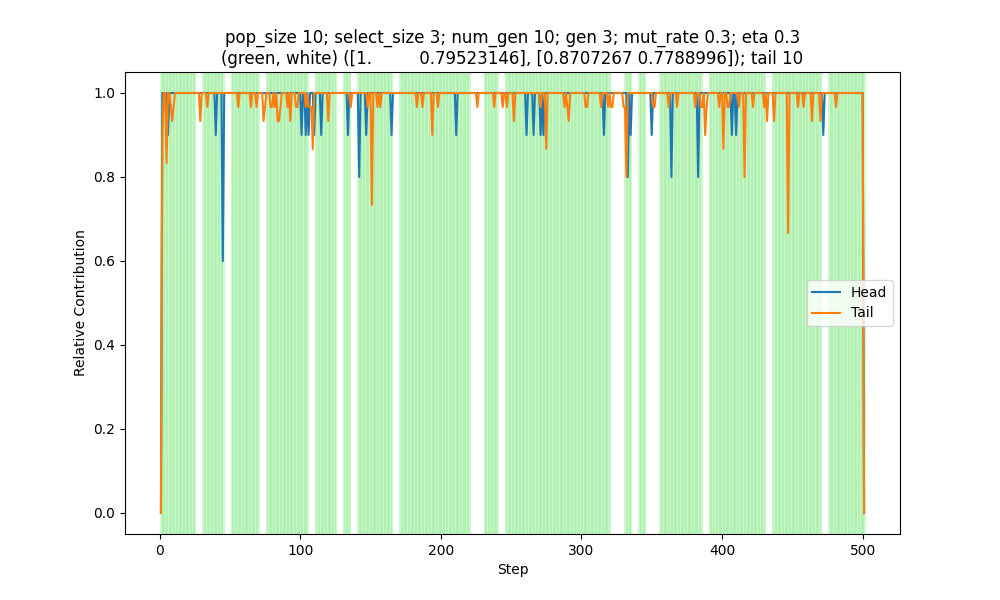 pop_size 10; select_size 3; num_gen 10; gen 3; mut_rate 0.3; eta 0.3
(green, white) ([1.          0.79523146], [0.8707267 0.7788996]); tail 10
1.0
0.8
0.6
0.4
0.2
0.0
Relative Contribution
Head
Tail
0
100
200
300
400
500
Step